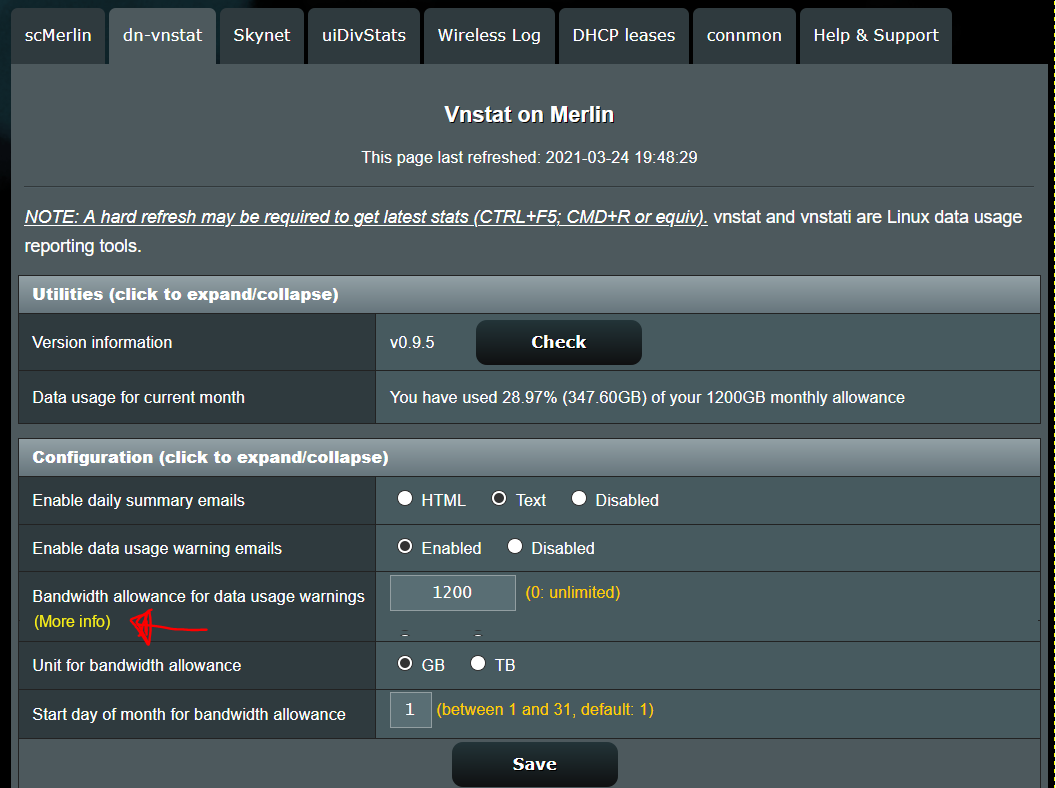 scMerlin dn-vnstat Skynet uiDivStats Wireless Log DHCP leases connmon Help & Support
Vnstat on Merlin
This page last refreshed: 2021-03-24 19:48:29
NOTE: A hard refresh may be required to get latest stats (CTRL+F5; CMD+R or equiv). vnstat and vnstati are Linux data usage
reporting tools.
Utilities (click to expand/collapse)
Version information v0.9.5 Check
Data usage for current month You have used 28.97% (347.60GB) of your 1200GB monthly allowance
Configuration (click to expand/collapse)
Enable daily summary emails HTML Text Disabled
Enable data usage warning emails Enabled Disabled
Bandwidth allowance for data usage warnings 1200 (0: unlimited)
(More info)
Unit for bandwidth allowance GB TB
Start day of month for bandwidth allowance 1 (between 1 and 31, default: 1)
Save